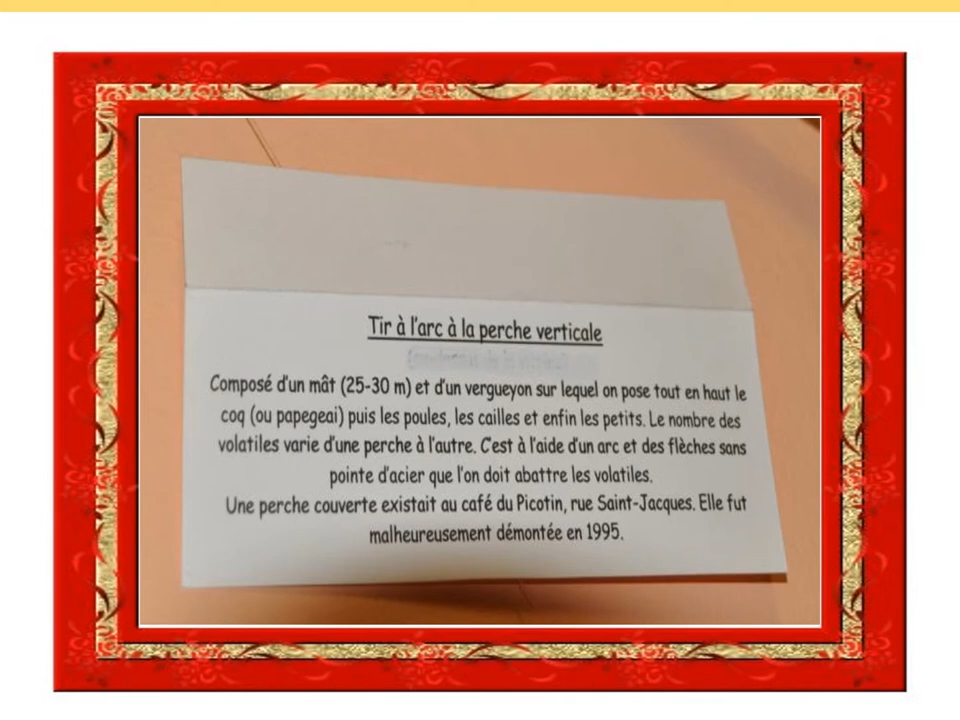 Tir à l'arc à la perche verticale
Composé d'un mât (25-30 m) et d'un vergueyon sur lequel on pose tout en haut le
coq (ou papegeai) puis les poules, les cailles et enfin les petits. Le nombre des
volatiles varie d'une perche à l'autre. C'est à l'aide d'un arc et des flèches sans
pointe d'acier que l'on doit abattre les volatiles.
Une perche couverte existait au café du Picotin, rue Saint-Jacques. Elle fut
malheureusement démontée en 1995.